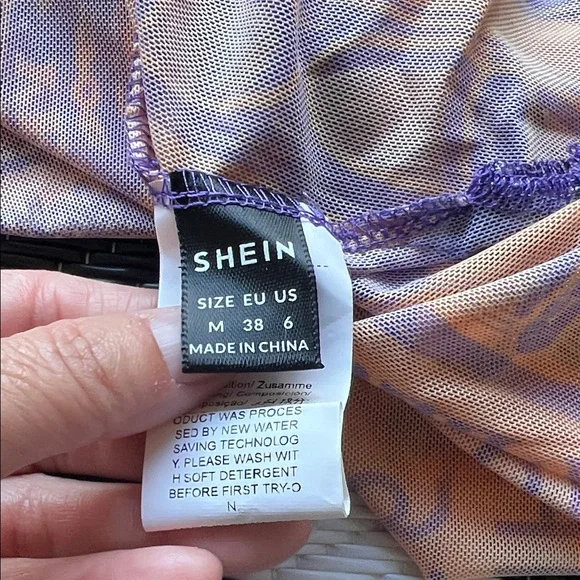 SHEIN
SIZE EU US
M 38 6
MADE IN CHINA
Zusamme
ODUCT WAS PROCES
SED BY NEW WATER
SAVING TECHNOLOG
Y. PLEASE WASH WIT
H SOFT DETERGENT
BEFORE FIRST TRY-O
N.